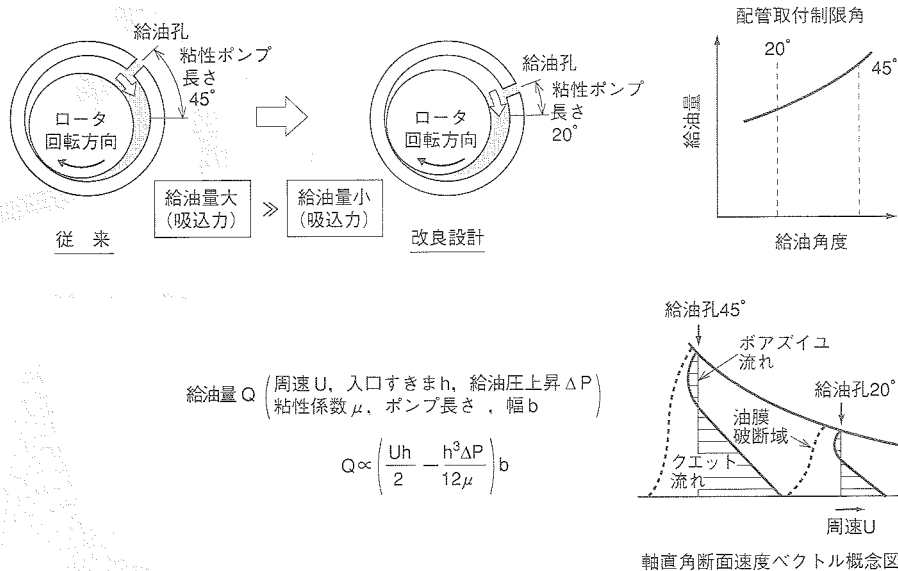 給油孔
粘性ポンプ
長さ
45°
ロータ
回転方向
従 来
給油量大
(吸込力)
≫
給油量小
(吸込力)
給油孔
粘性ポンプ
長さ
20°
ロータ
回転方向
改良設計
配管取付制限角
20°
45°
給油量
給油角度
給油量 Q (周速 U, 入口すきま h, 給油圧上昇 ΔP
粘性係数 μ, ポンプ長さ , 幅 b)
Q∝(Uh/2 − h³ΔP/12μ)b
給油孔45°
ボアズイユ
流れ
給油孔20°
油膜
破断域
クエット
流れ
周速U
軸直角断面速度ベクトル概念図